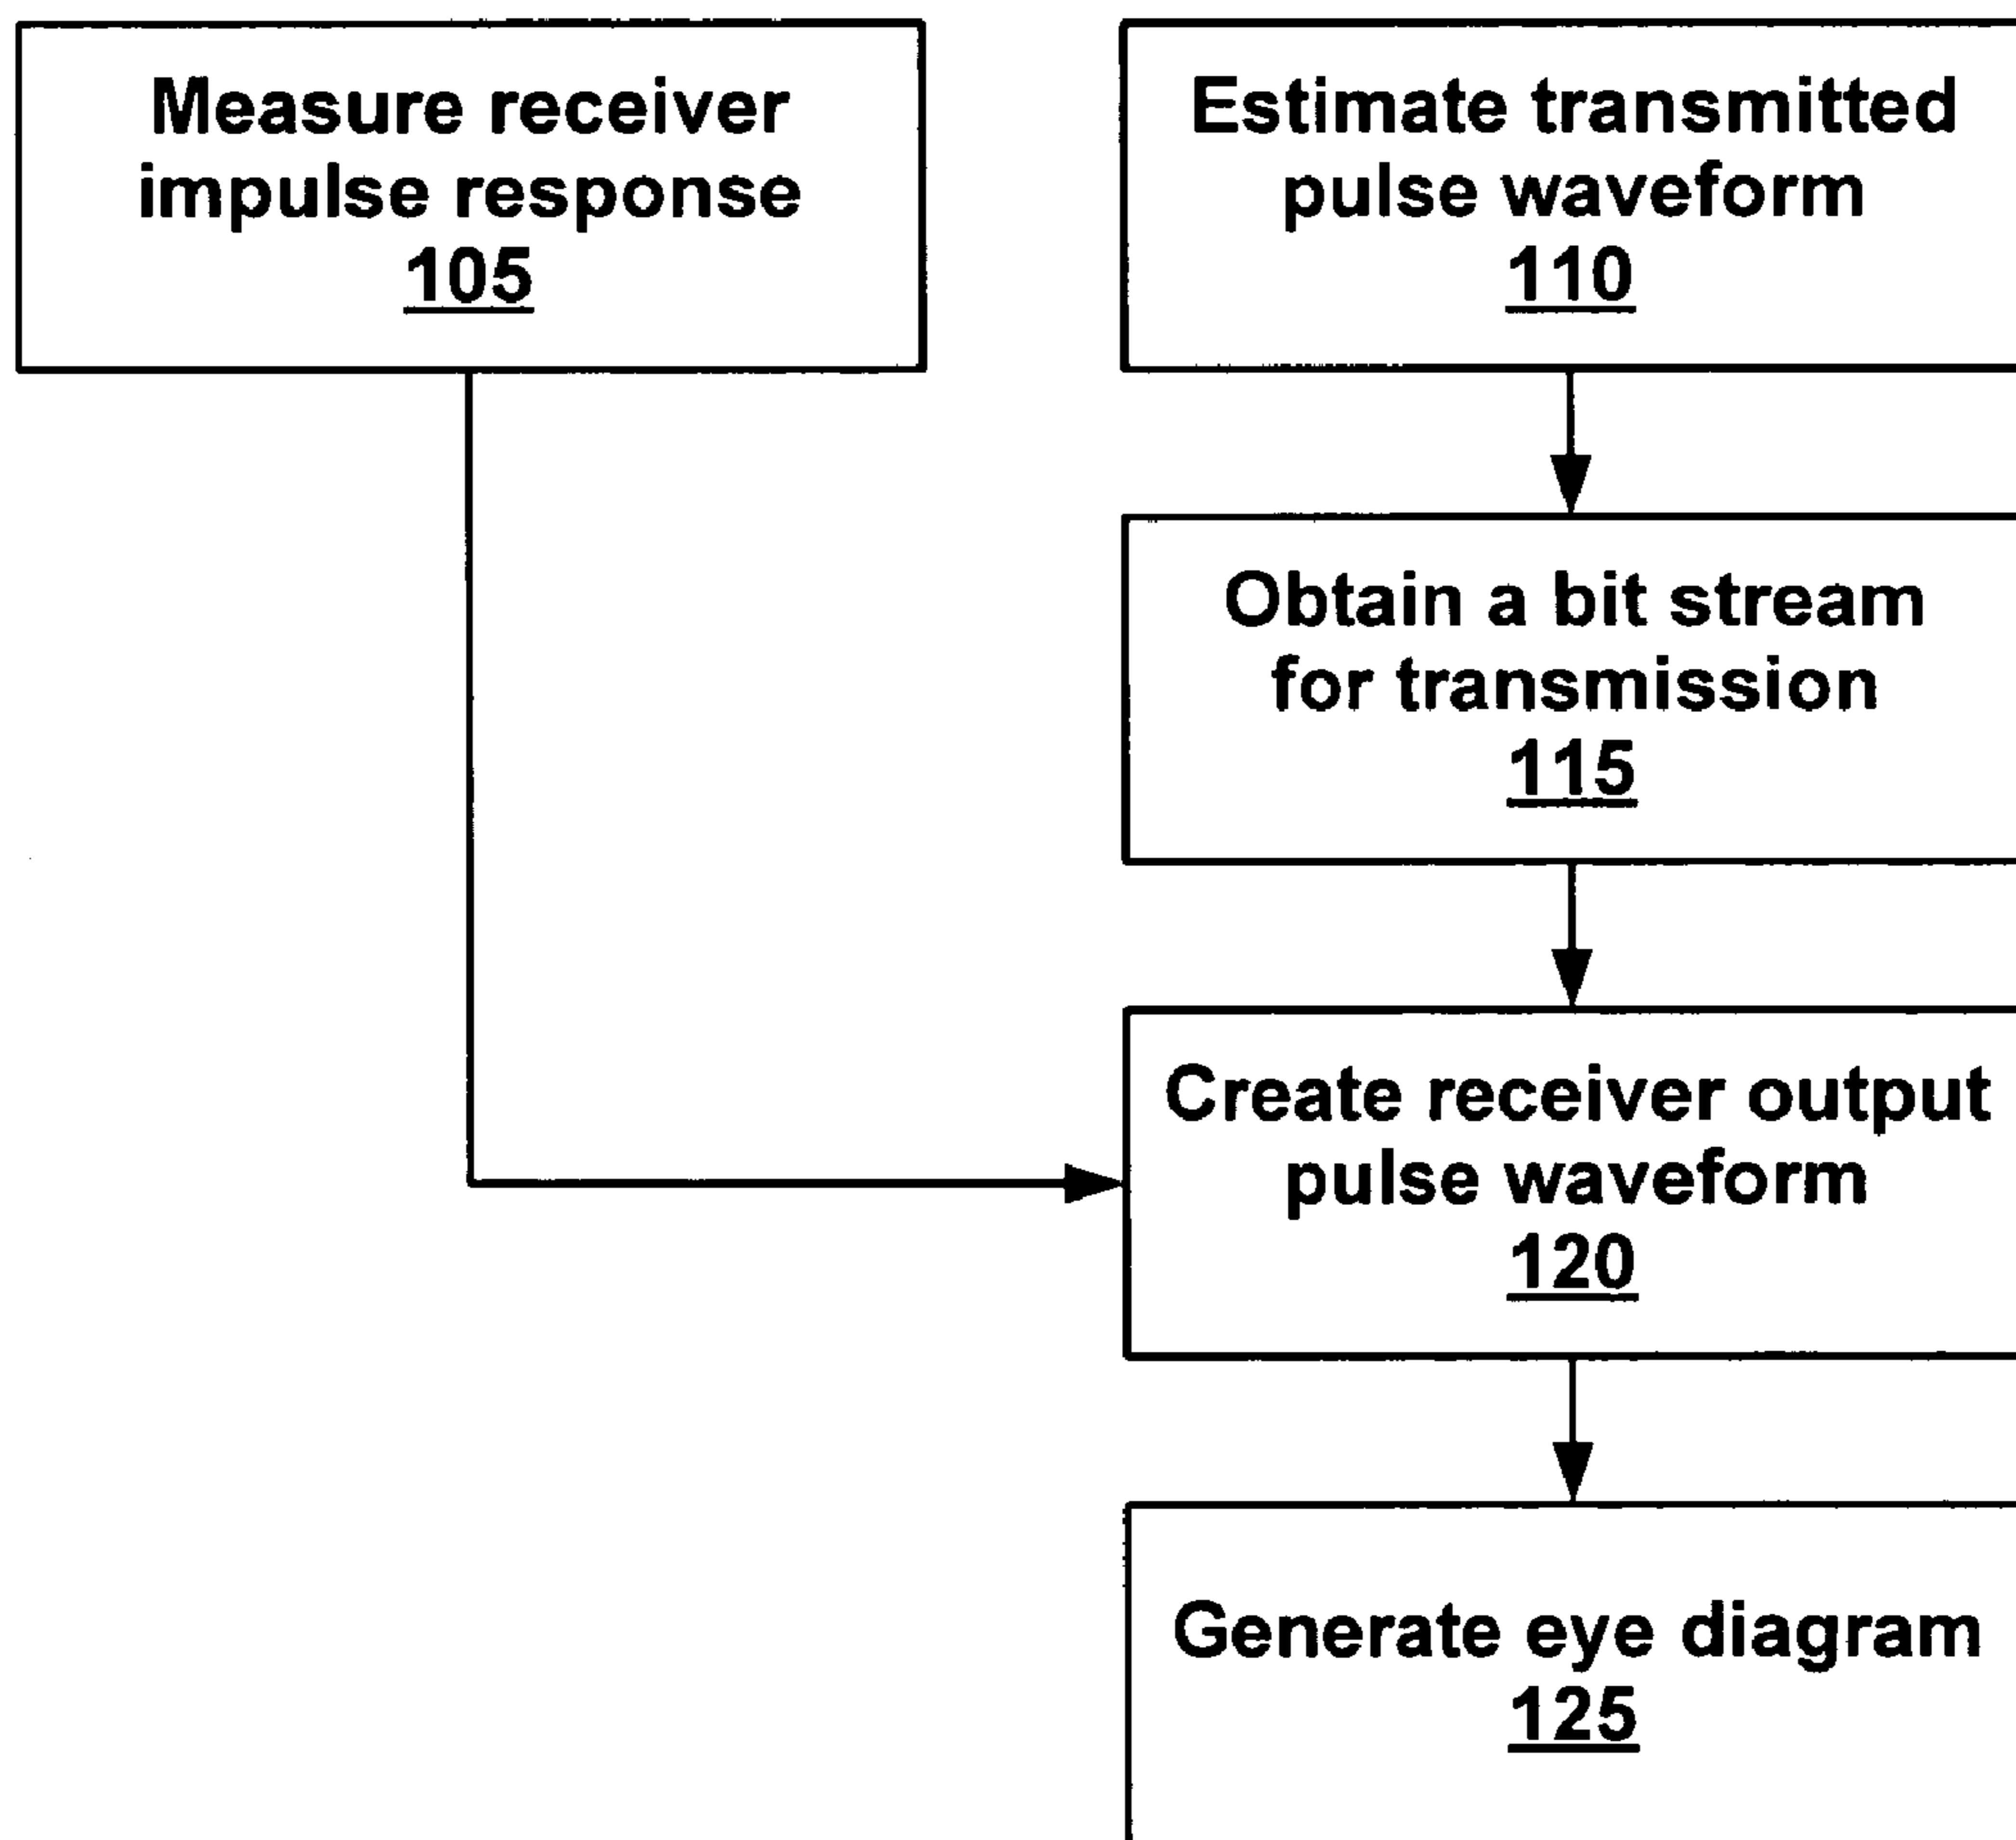 Measure receiver
impulse response
105
Estimate transmitted
pulse waveform
110
Obtain a bit stream
for transmission
115
Create receiver output
pulse waveform
120
Generate eye diagram
125